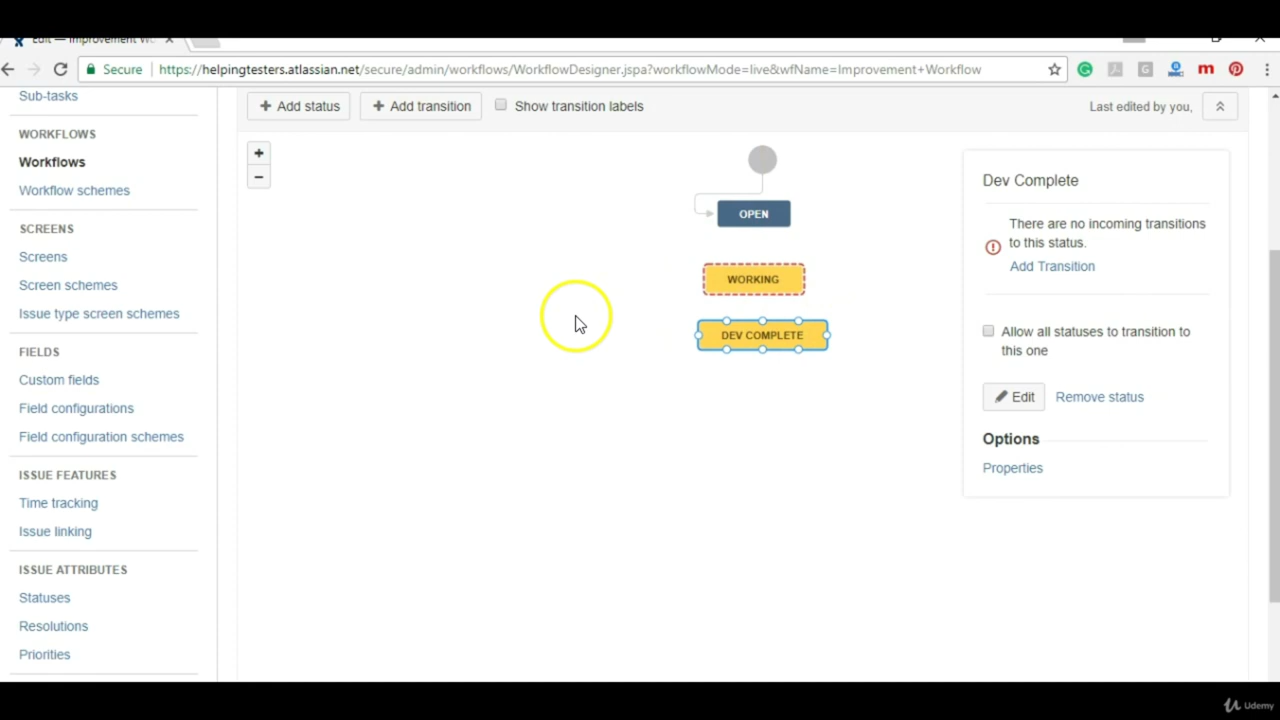 Edit — Improvement Wo
Secure
https://helpingtesters.atlassian.net/secure/admin/workflows/WorkflowDesigner.jspa?workflowMode=live&wfName=Improvement+Workflow
Sub-tasks
WORKFLOWS
Workflows
Workflow schemes
SCREENS
Screens
Screen schemes
Issue type screen schemes
FIELDS
Custom fields
Field configurations
Field configuration schemes
ISSUE FEATURES
Time tracking
Issue linking
ISSUE ATTRIBUTES
Statuses
Resolutions
Priorities
+ Add status
+ Add transition
Show transition labels
Last edited by you,
+
−
OPEN
WORKING
DEV COMPLETE
Dev Complete
There are no incoming transitions
to this status.
Add Transition
Allow all statuses to transition to
this one
Edit
Remove status
Options
Properties
Udemy